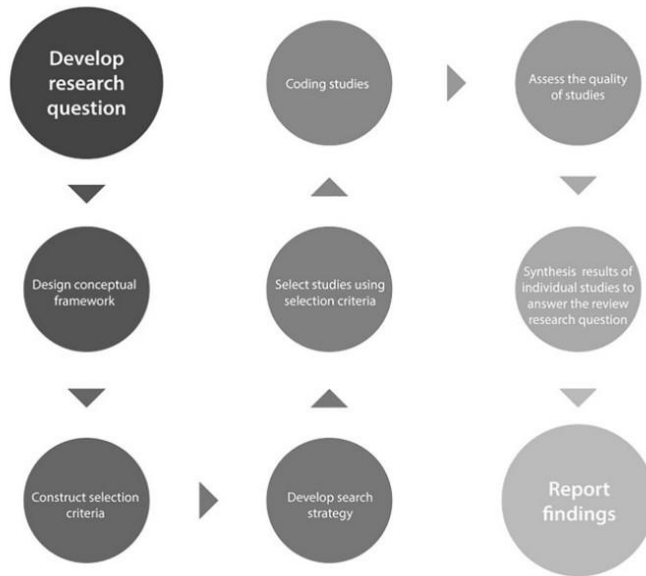 Develop
research
question
Design conceptual
framework
Construct selection
criteria
Develop search
strategy
Select studies using
selection criteria
Coding studies
Assess the quality
of studies
Synthesis results of
individual studies to
answer the review
research question
Report
findings